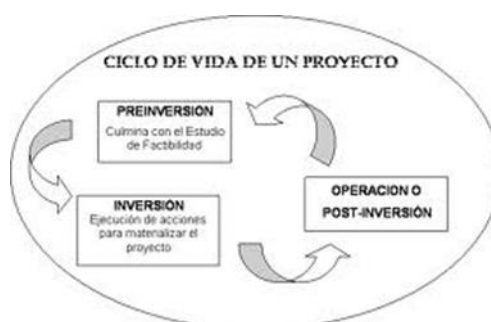 CICLO DE VIDA DE UN PROYECTO
PREINVERSION
Culmina con el Estudio
de Factibilidad
INVERSIÓN
Ejecución de acciones
para materializar el
proyecto
OPERACION O
POST-INVERSIÓN